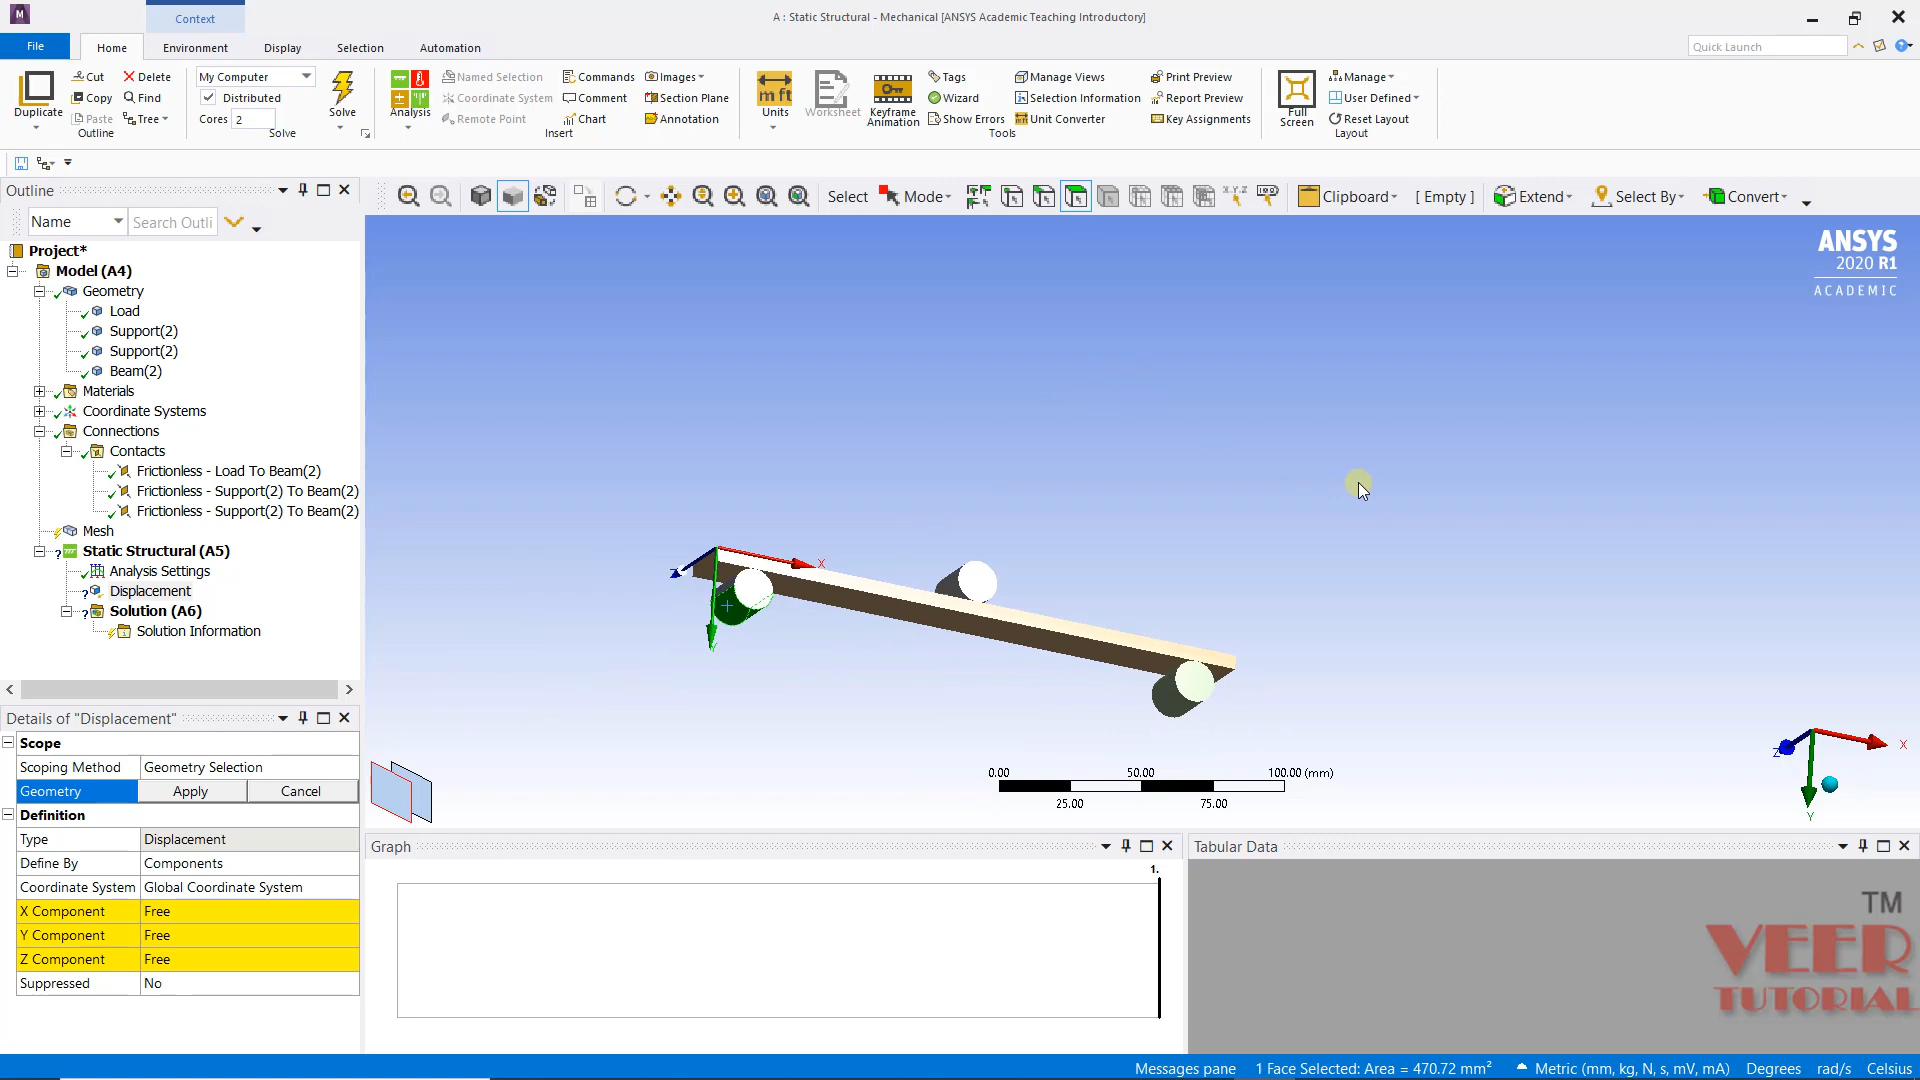 Context
A : Static Structural - Mechanical [ANSYS Academic Teaching Introductory]
File
Home
Environment
Display
Selection
Automation
Quick Launch
Duplicate
Cut
Delete
Copy
Find
Paste
Tree
Outline
My Computer
Distributed
Cores
2
Solve
Solve
Analysis
Named Selection
Coordinate System
Remote Point
Commands
Comment
Chart
Images
Section Plane
Annotation
Insert
Units
Worksheet
Keyframe
Animation
Tags
Wizard
Show Errors
Manage Views
Selection Information
Unit Converter
Print Preview
Report Preview
Key Assignments
Tools
Full
Screen
Manage
User Defined
Reset Layout
Layout
Outline
Name
Search Outli
Select
Mode
Clipboard
[ Empty ]
Extend
Select By
Convert
Project*
Model (A4)
Geometry
Load
Support(2)
Support(2)
Beam(2)
Materials
Coordinate Systems
Connections
Contacts
Frictionless - Load To Beam(2)
Frictionless - Support(2) To Beam(2)
Frictionless - Support(2) To Beam(2)
Mesh
Static Structural (A5)
Analysis Settings
Displacement
Solution (A6)
Solution Information
Details of "Displacement"
Scope
Scoping Method Geometry Selection
Geometry Apply Cancel
Definition
Type Displacement
Define By Components
Coordinate System Global Coordinate System
X Component Free
Y Component Free
Z Component Free
Suppressed No
ANSYS
2020 R1
ACADEMIC
X
Y
Z
0.00 50.00 100.00 (mm)
25.00 75.00
X
Y
Z
Graph
1.
Tabular Data
TM
VEER
TUTORIAL
Messages pane
1 Face Selected: Area = 470.72 mm²
Metric (mm, kg, N, s, mV, mA)
Degrees
rad/s
Celsius